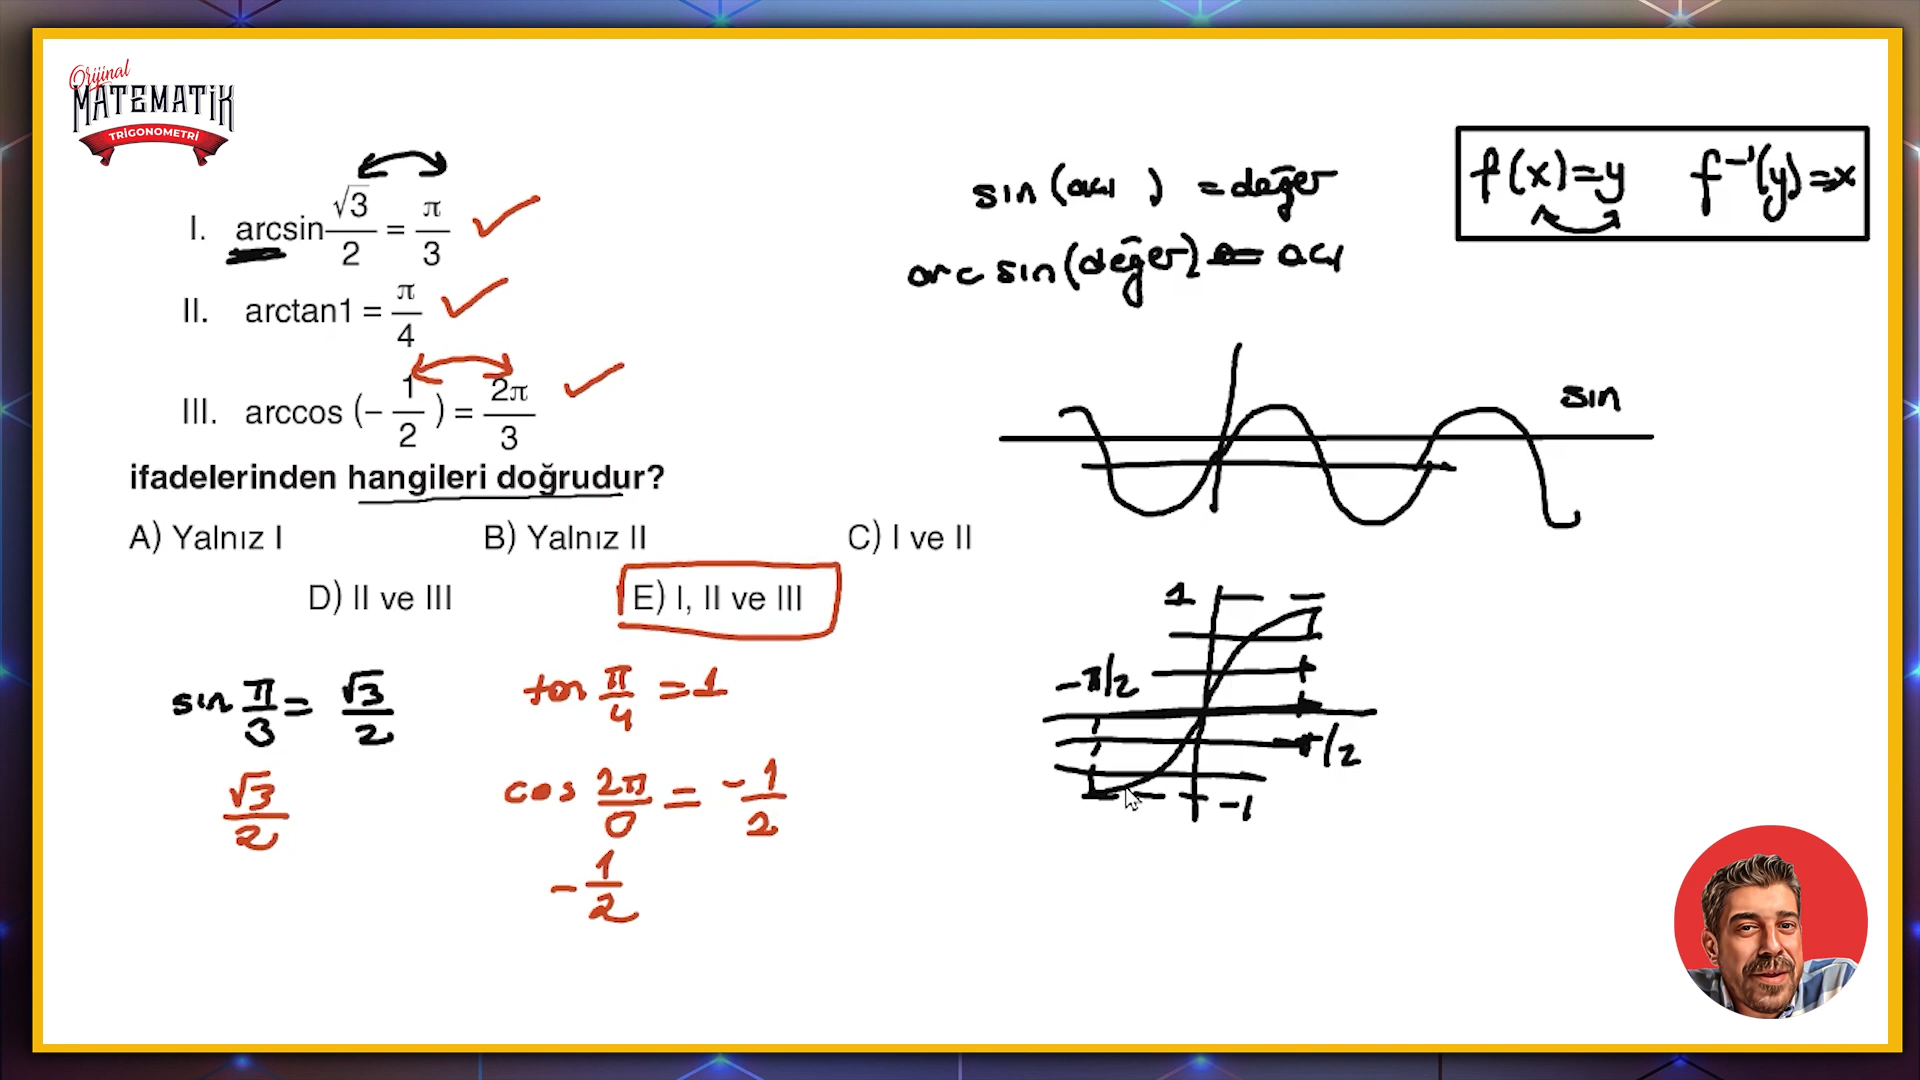 Orijinal
MATEMATİK
TRİGONOMETRİ
I. arcsin √3/2 = π/3
II. arctan1 = π/4
III. arccos (−1/2) = 2π/3
ifadelerinden hangileri doğrudur?
A) Yalnız I B) Yalnız II C) I ve II
D) II ve III E) I, II ve III
sin π/3 = √3/2
√3/2
tan π/4 = 1
cos 2π/0 = -1/2
-1/2
sin(açı ) = değer
arc sin(değer) = açı
f(x)=y f⁻¹(y)=x
sin
1
-π/2
π/2
-1